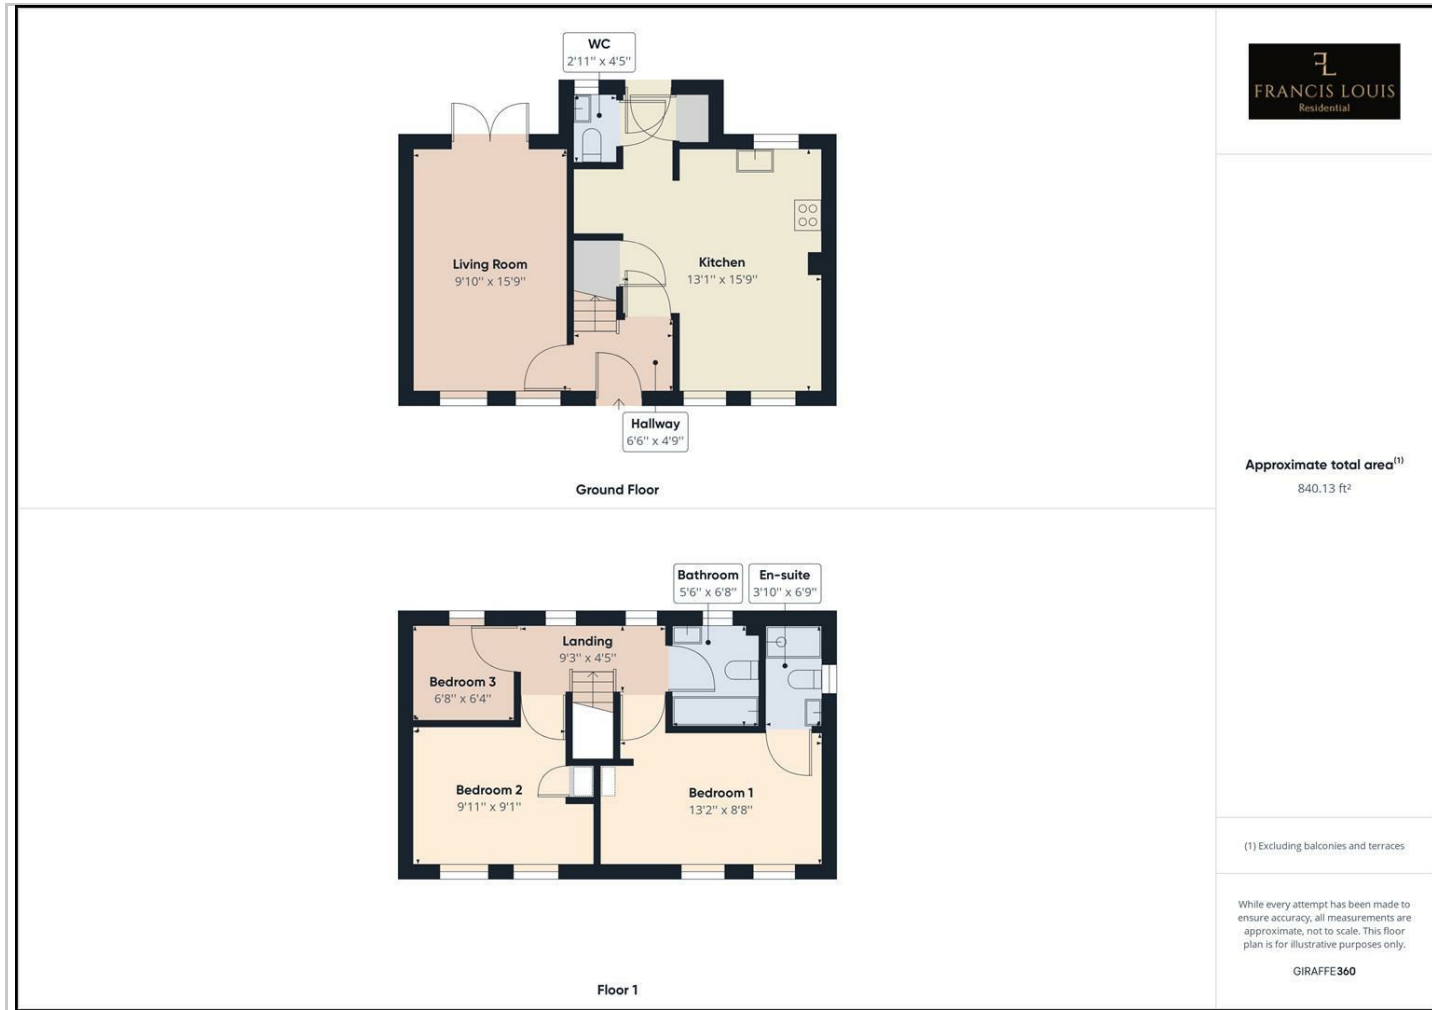 WC
2'11'' x 4'5''
Living Room
9'10'' x 15'9''
Kitchen
13'1'' x 15'9''
Hallway
6'6'' x 4'9''
Ground Floor
Bathroom
5'6'' x 6'8''
En-suite
3'10'' x 6'9''
Landing
9'3'' x 4'5''
Bedroom 3
6'8'' x 6'4''
Bedroom 2
9'11'' x 9'1''
Bedroom 1
13'2'' x 8'8''
Floor 1
FL
FRANCIS LOUIS
Residential
Approximate total area(1)
840.13 ft²
(1) Excluding balconies and terraces
While every attempt has been made to
ensure accuracy, all measurements are
approximate, not to scale. This floor
plan is for illustrative purposes only.
GIRAFFE360